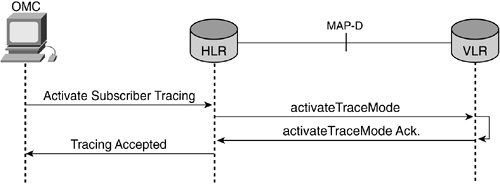 OMC
MAP-D
HLR
VLR
Activate Subscriber Tracing
activateTraceMode
activateTraceMode Ack.
Tracing Accepted